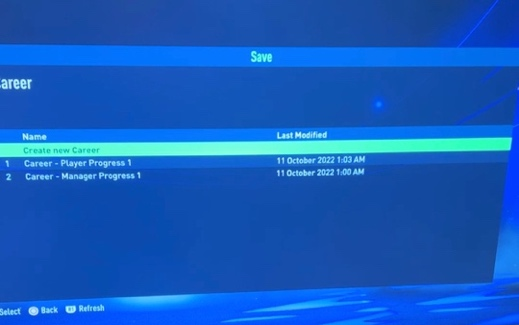 Save
areer
Name Last Modified
Create new Career
1 Career - Player Progress 1 11 October 2022 1:03 AM
2 Career - Manager Progress 1 11 October 2022 1:00 AM
Select Back Refresh